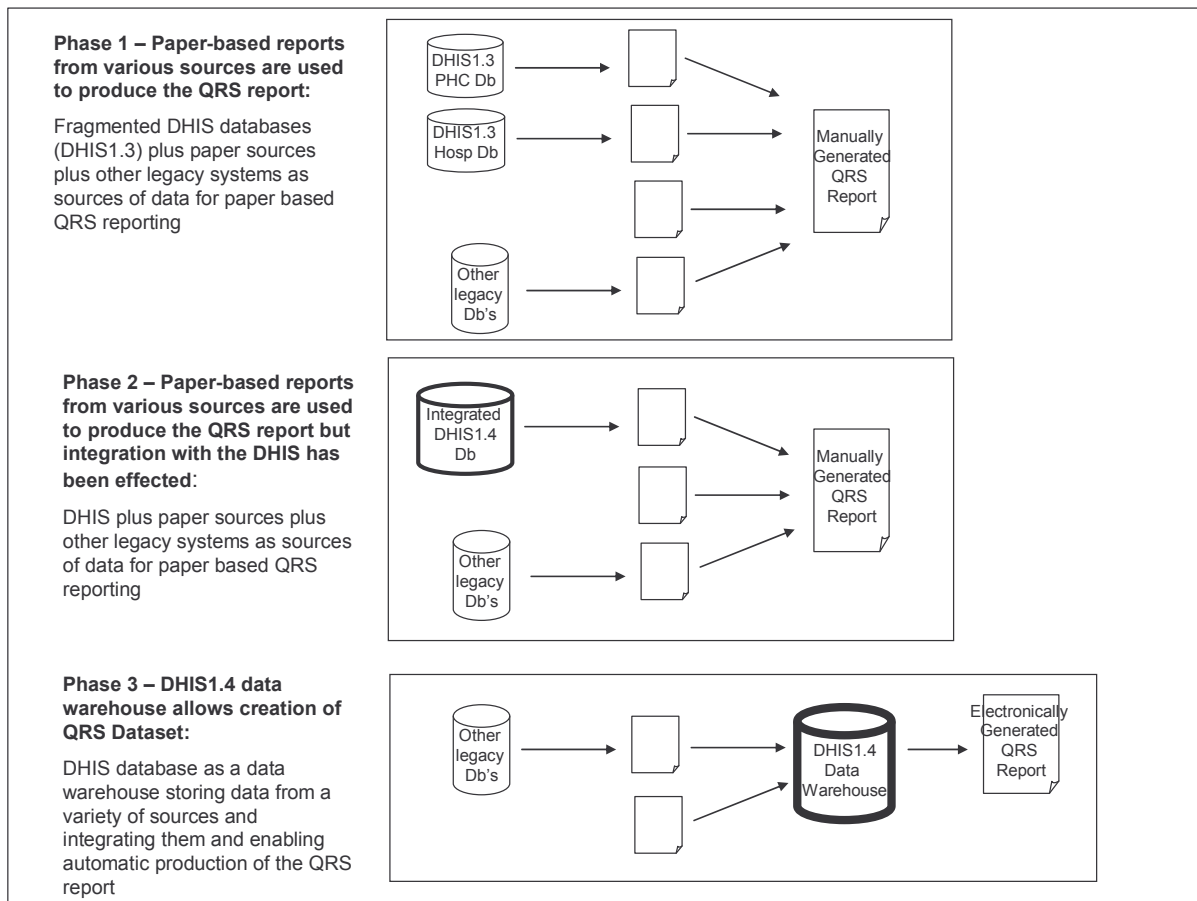 Phase 1 – Paper-based reports
from various sources are used
to produce the QRS report:
Fragmented DHIS databases
(DHIS1.3) plus paper sources
plus other legacy systems as
sources of data for paper based
QRS reporting
DHIS1.3
PHC Db
DHIS1.3
Hosp Db
Other
legacy
Db's
Manually
Generated
QRS
Report
Phase 2 – Paper-based reports
from various sources are used
to produce the QRS report but
integration with the DHIS has
been effected:
DHIS plus paper sources plus
other legacy systems as sources
of data for paper based QRS
reporting
Integrated
DHIS1.4
Db
Other
legacy
Db's
Manually
Generated
QRS
Report
Phase 3 – DHIS1.4 data
warehouse allows creation of
QRS Dataset:
DHIS database as a data
warehouse storing data from a
variety of sources and
integrating them and enabling
automatic production of the QRS
report
Other
legacy
Db's
DHIS1.4
Data
Warehouse
Electronically
Generated
QRS
Report